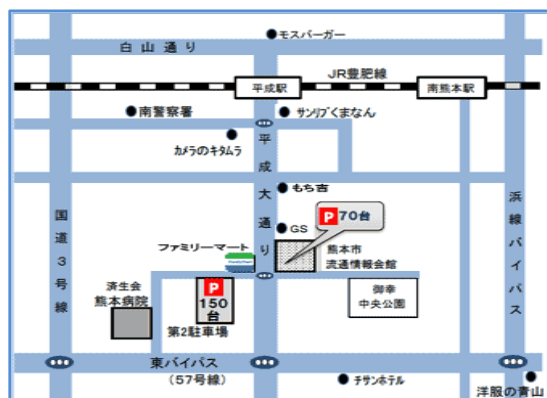 モスバーガー
白山通り
JR豊肥線
平成駅
南熊本駅
南警察署
サンリブくまなん
カメラのキタムラ
平成大通り
もち吉
国道3号線
浜線バイパス
P70台
GS
ファミリーマート
熊本市
流通情報会館
済生会
熊本病院
P
150
台
第2駐車場
御幸
中央公園
東バイパス
(57号線)
チサンホテル
洋服の青山